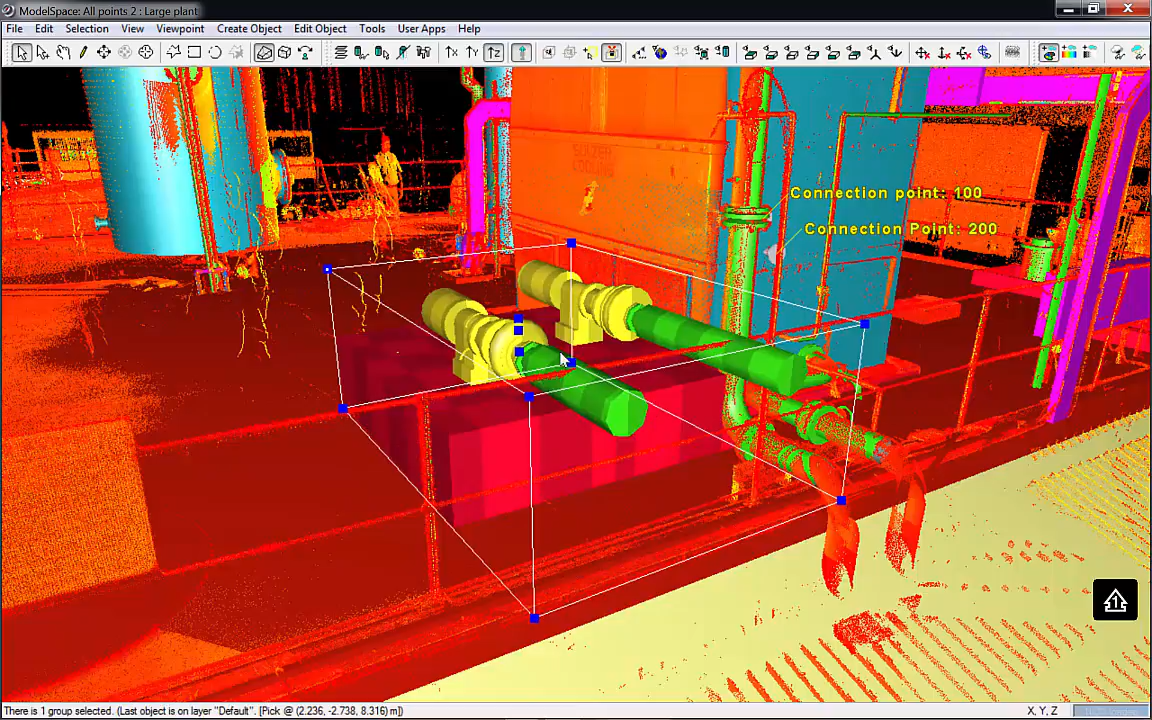 ModelSpace: All points 2 : Large plant
File Edit Selection View Viewpoint Create Object Edit Object Tools User Apps Help
Connection point: 100
Connection Point: 200
There is 1 group selected. (Last object is on layer "Default". [Pick @ (2.236, -2.738, 8.316) m])
X, Y, Z